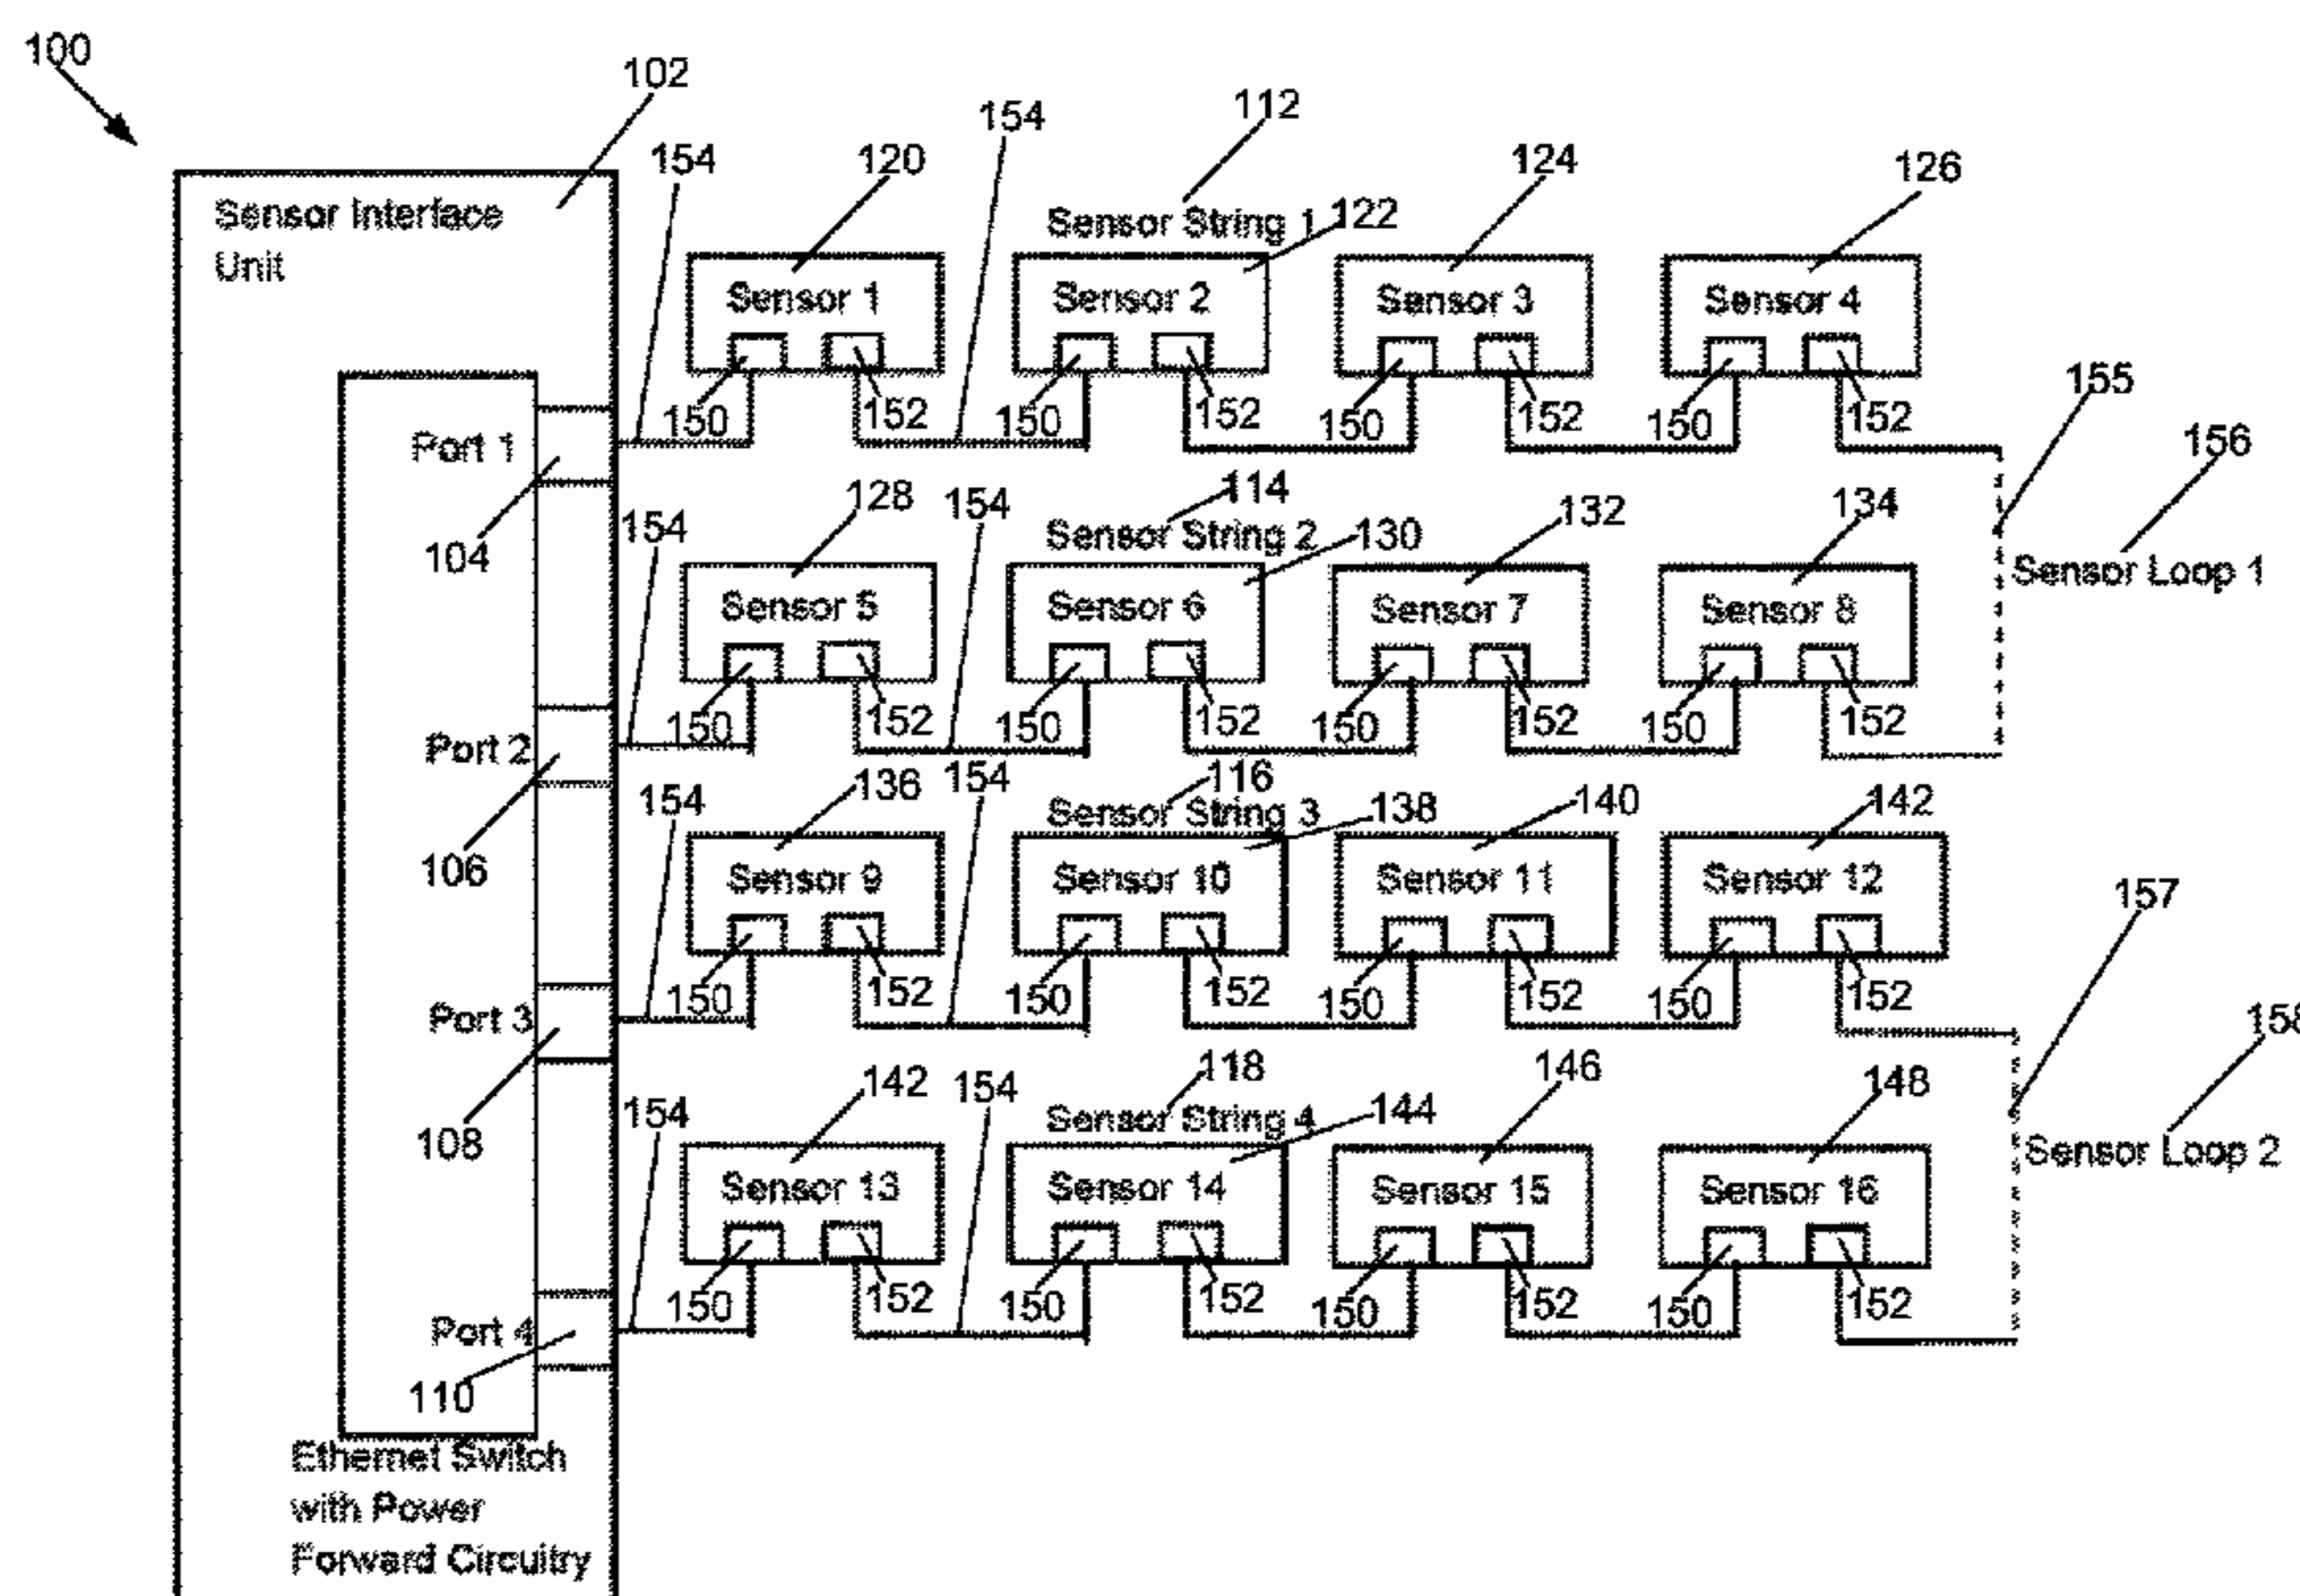 100
102
154
120
154
112
124
126
Sensor Interface
Unit
Sensor String 1
122
Sensor 1
Sensor 2
Sensor 3
Sensor 4
150
152
150
152
150
152
150
152
155
156
Port 1
104
154
128
154
114
Sensor String 2
130
132
134
Sensor Loop 1
Sensor 5
Sensor 6
Sensor 7
Sensor 8
150
152
150
152
150
152
150
152
Port 2
106
154
136
154
116
Sensor String 3
138
140
142
157
Sensor 9
Sensor 10
Sensor 11
Sensor 12
150
152
150
152
150
152
150
152
Port 3
158
108
154
142
154
118
Sensor String 4
144
146
148
Sensor Loop 2
Sensor 13
Sensor 14
Sensor 15
Sensor 16
150
152
150
152
150
152
150
152
Port 4
110
Ethernet Switch
with Power
Forward Circuitry